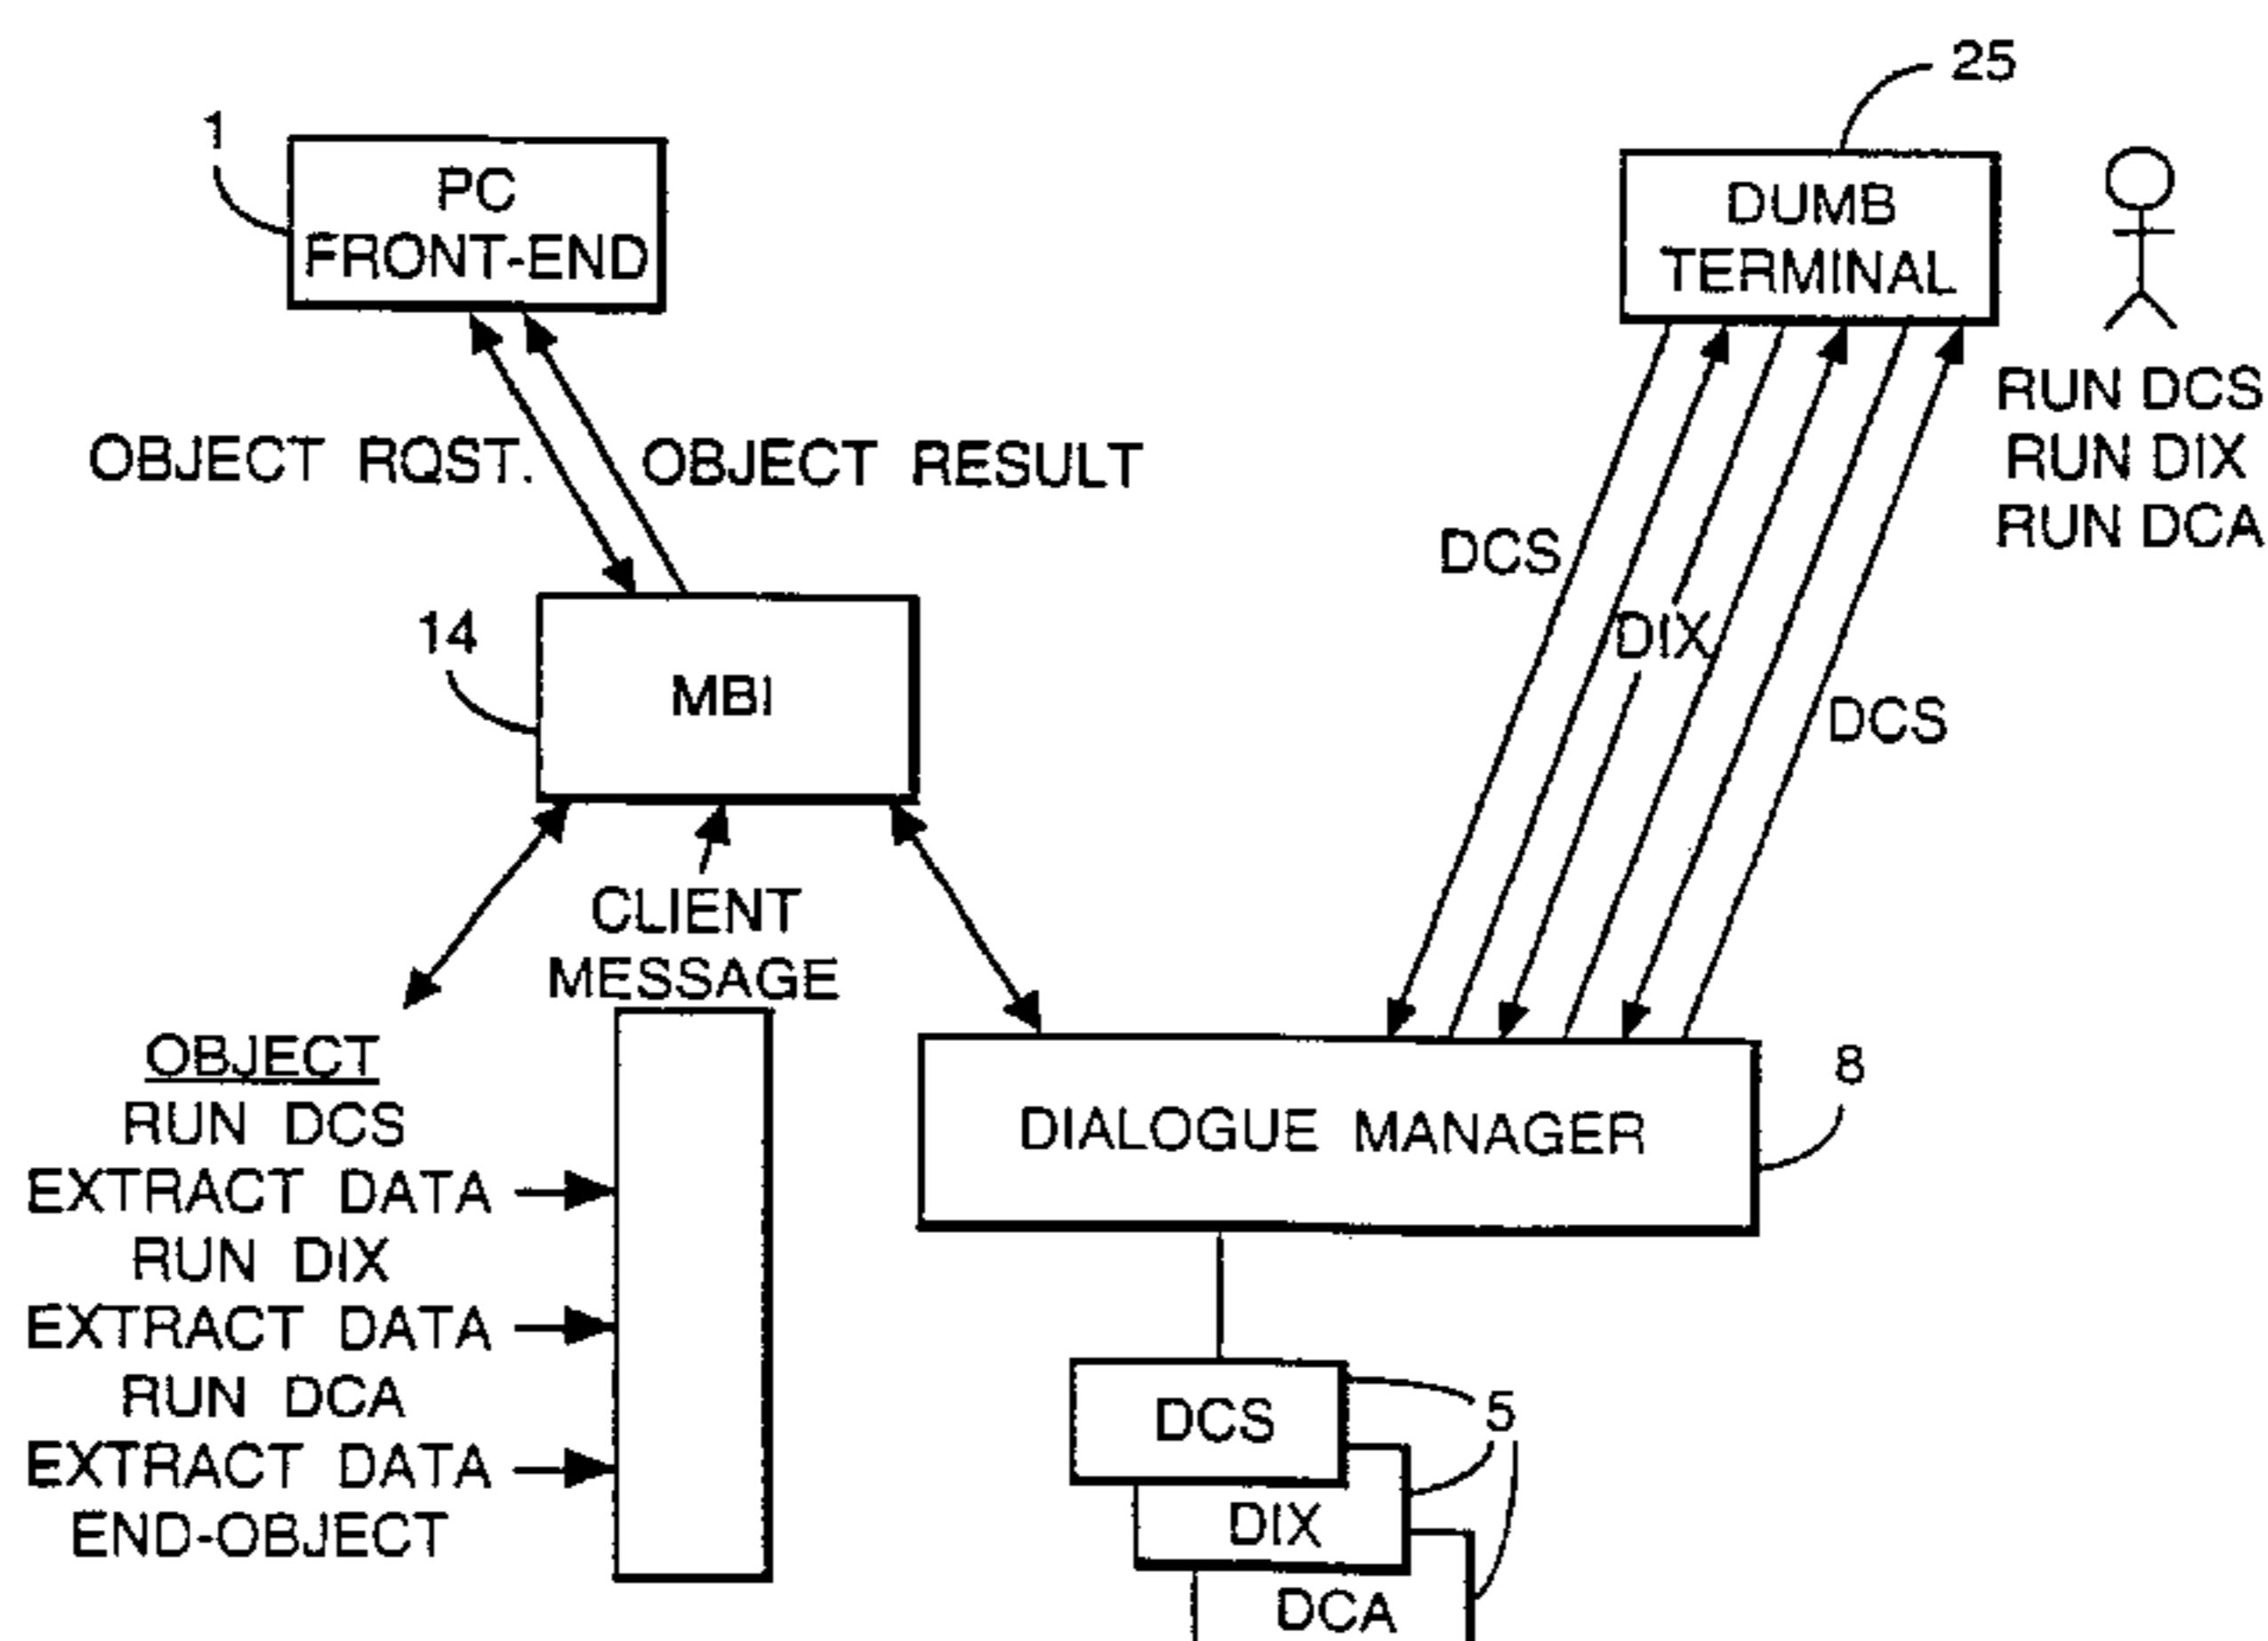 25
1
PC
FRONT-END
DUMB
TERMINAL
RUN DCS
RUN DIX
RUN DCA
OBJECT RQST.
OBJECT RESULT
DCS
DIX
DCS
14
MBI
CLIENT
MESSAGE
OBJECT
RUN DCS
EXTRACT DATA
RUN DIX
EXTRACT DATA
RUN DCA
EXTRACT DATA
END-OBJECT
DIALOGUE MANAGER
8
DCS
5
DIX
DCA